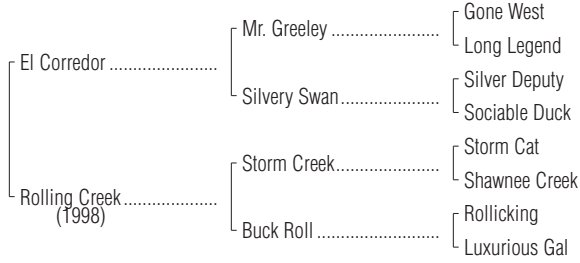 Gone West
Mr. Greeley ........................
Long Legend
El Corredor ........................
Silver Deputy
Silvery Swan ......................
Sociable Duck
Storm Cat
Storm Creek.......................
Shawnee Creek
Rolling Creek .....................
(1998)
Rollicking
Buck Roll ...........................
Luxurious Gal